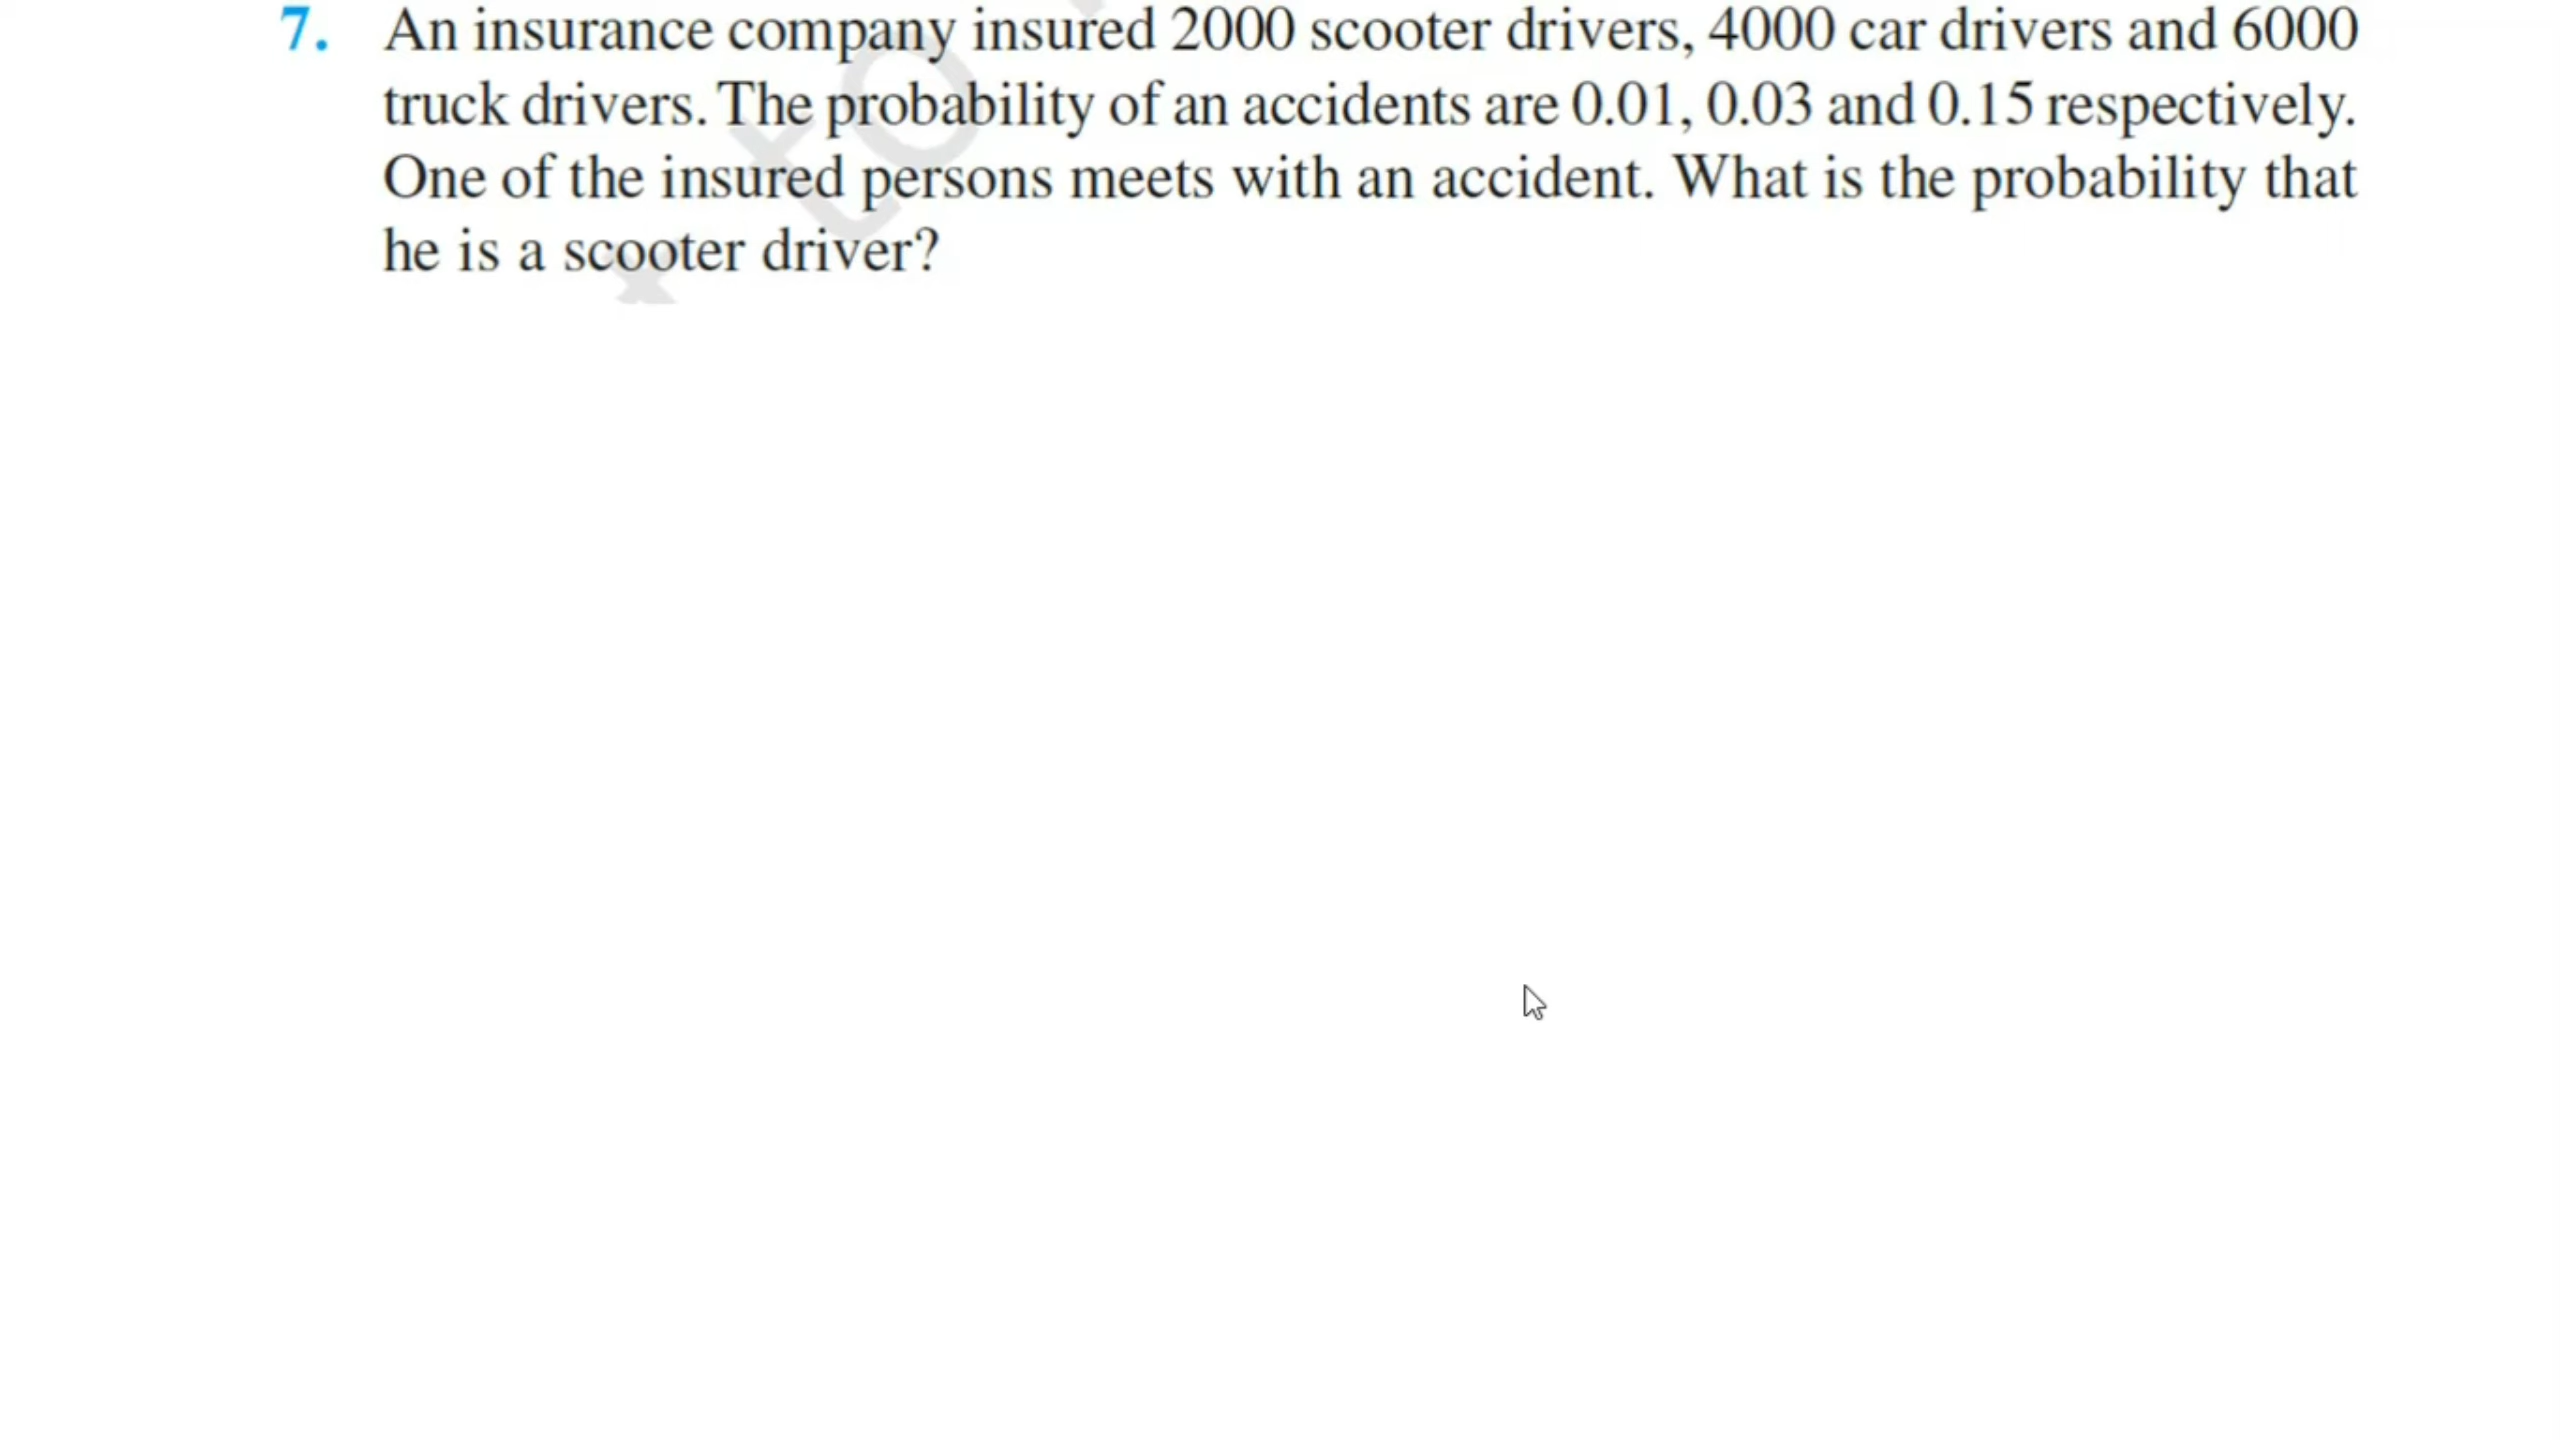 7. An insurance company insured 2000 scooter drivers, 4000 car drivers and 6000
truck drivers. The probability of an accidents are 0.01, 0.03 and 0.15 respectively.
One of the insured persons meets with an accident. What is the probability that
he is a scooter driver?
to